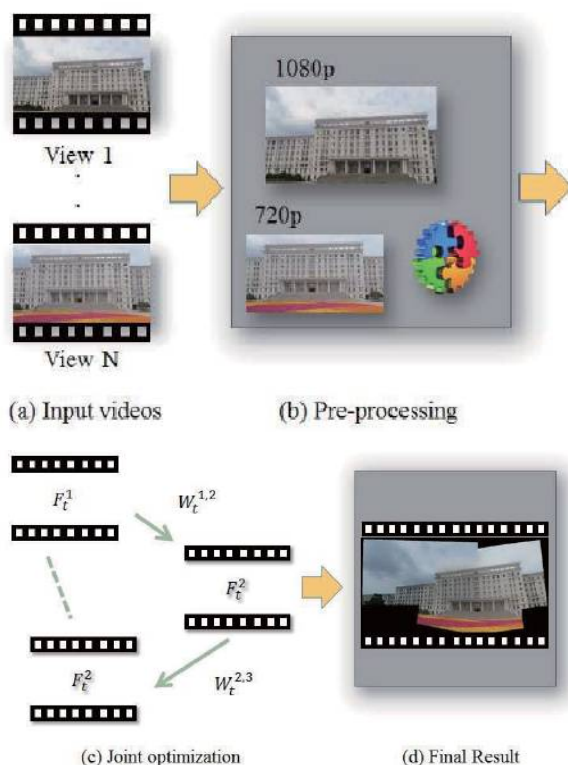 View 1
.
.
View N
(a) Input videos
1080p
720p
(b) Pre-processing
F_t^1
W_t^{1,2}
F_t^2
F_t^2
W_t^{2,3}
(c) Joint optimization
(d) Final Result